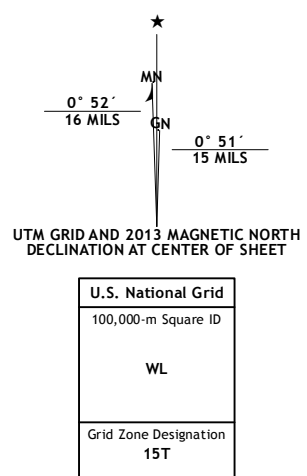 ★
MN
0° 52´
16 MILS
GN
0° 51´
15 MILS
UTM GRID AND 2013 MAGNETIC NORTH
DECLINATION AT CENTER OF SHEET
U.S. National Grid
100,000-m Square ID
WL
Grid Zone Designation
15T